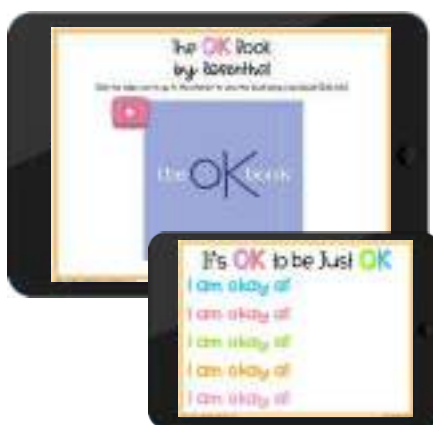 The OK Book
by: Rosenthal
the OK book
It's OK to be Just OK
I am okay at
I am okay at
I am okay at
I am okay at
I am okay at